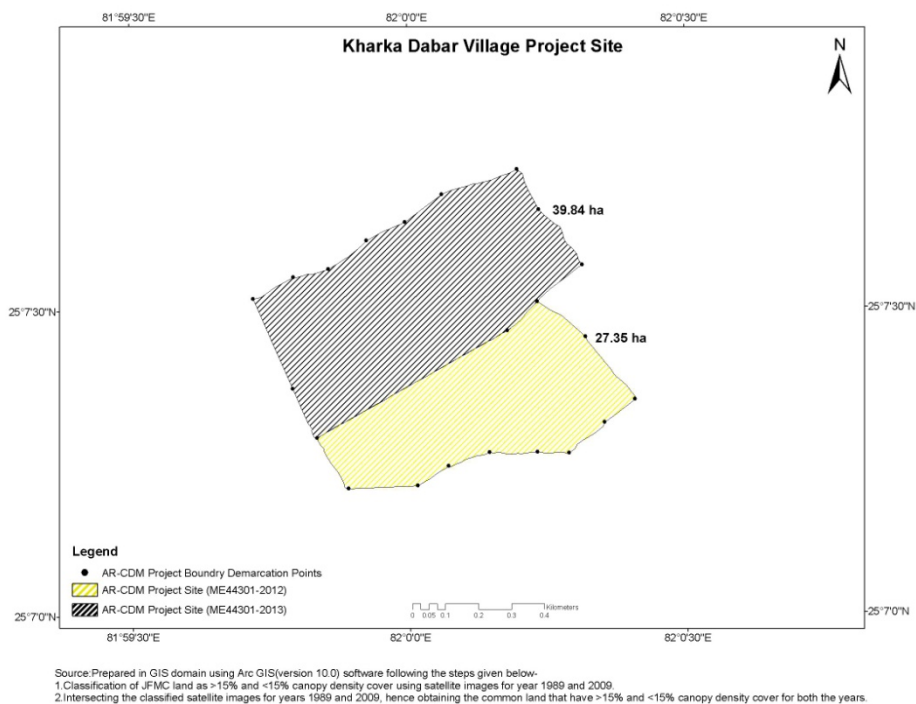 81°59'30"E 82°0'0"E 82°0'30"E
Kharka Dabar Village Project Site
N
39.84 ha
25°7'30"N 25°7'30"N
27.35 ha
Legend
AR-CDM Project Boundry Demarcation Points
AR-CDM Project Site (ME44301-2012)
AR-CDM Project Site (ME44301-2013)
Kilometers
0 0.05 0.1 0.2 0.3 0.4
25°7'0"N 25°7'0"N
81°59'30"E 82°0'0"E 82°0'30"E
Source:Prepared in GIS domain using Arc GIS(version 10.0) software following the steps given below-
1.Classification of JFMC land as >15% and <15% canopy density cover using satellite images for year 1989 and 2009.
2.Intersecting the classified satellite images for years 1989 and 2009, hence obtaining the common land that have >15% and <15% canopy density cover for both the years.